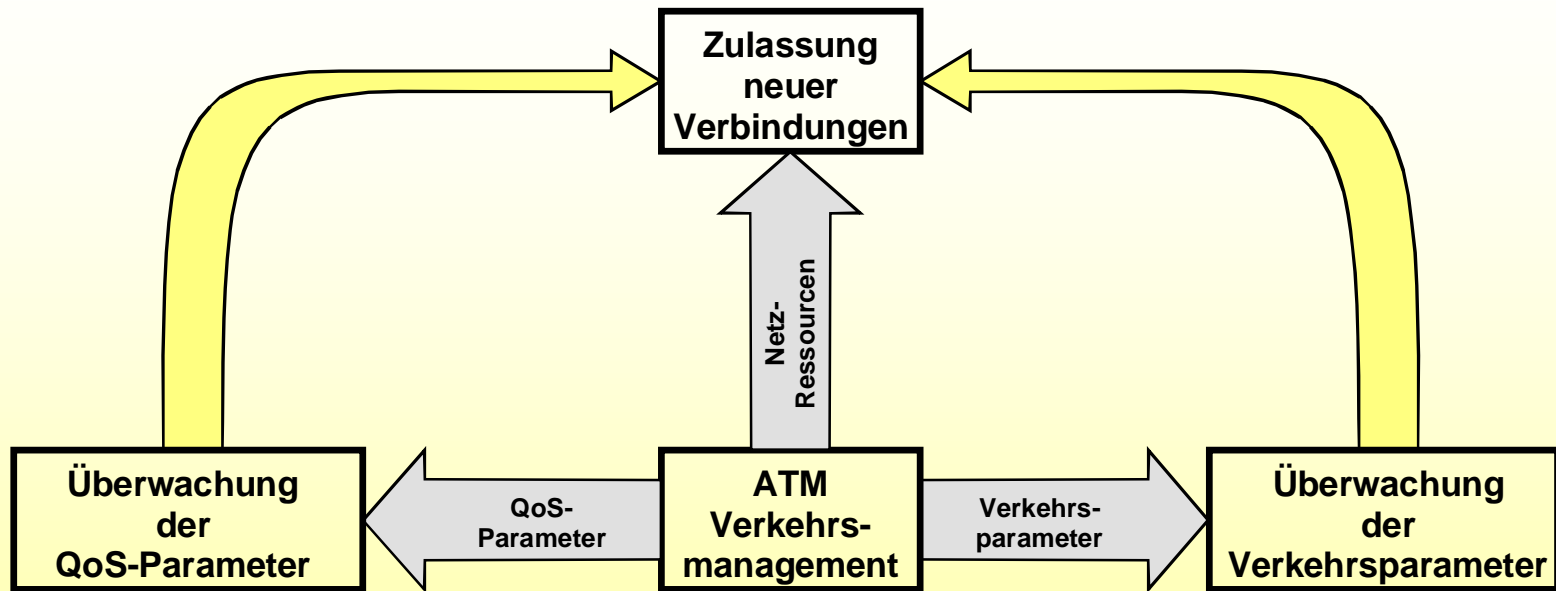 Zulassung
neuer
Verbindungen
Netz-
Ressourcen
Überwachung
der
QoS-Parameter
QoS-
Parameter
ATM
Verkehrs-
management
Verkehrs-
parameter
Überwachung
der
Verkehrsparameter